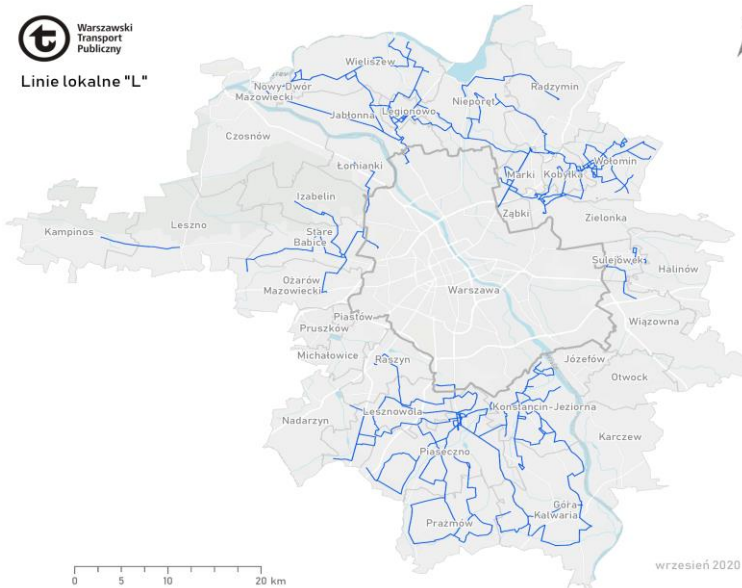 Warszawski
Transport
Publiczny
Linie lokalne "L"
Wieliszew
Nowy Dwór
Mazowiecki
Radzymin
Nieporęt
Legionowo
Jabłonna
Czosnów
Łomianki
Wołomin
Marki
Kobyłka
Izabelin
Ząbki
Zielonka
Kampinos
Leszno
Stare
Babice
Sulejówek
Halinów
Ożarów
Mazowiecki
Warszawa
Wiązowna
Piastów
Pruszków
Michałowice
Raszyn
Józefów
Otwock
Lesznowola
Konstancin-Jeziorna
Nadarzyn
Karczew
Piaseczno
Góra
Kalwaria
Prażmów
wrzesień 2020
0 5 10 20 km